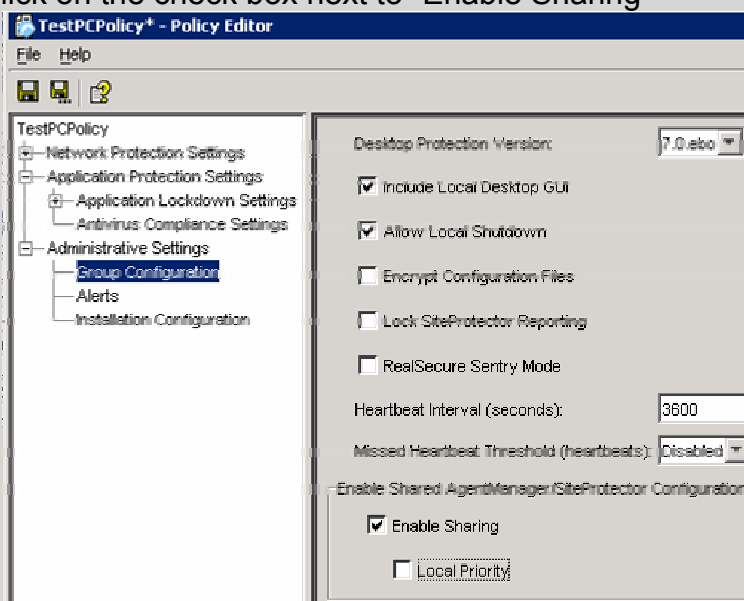 lick on the check box next to "Enable Sharing"
TestPCPolicy* - Policy Editor
File Help
TestPCPolicy
Network Protection Settings
Application Protection Settings
Application Lockdown Settings
Antivirus Compliance Settings
Administrative Settings
Group Configuration
Alerts
Installation Configuration
Desktop Protection Version: 7.0.ebo
Include Local Desktop GUI
Allow Local Shutdown
Encrypt Configuration Files
Lock SiteProtector Reporting
RealSecure Sentry Mode
Heartbeat Interval (seconds): 3600
Missed Heartbeat Threshold (heartbeats): Disabled
Enable Shared AgentManager/SiteProtector Configuration
Enable Sharing
Local Priority